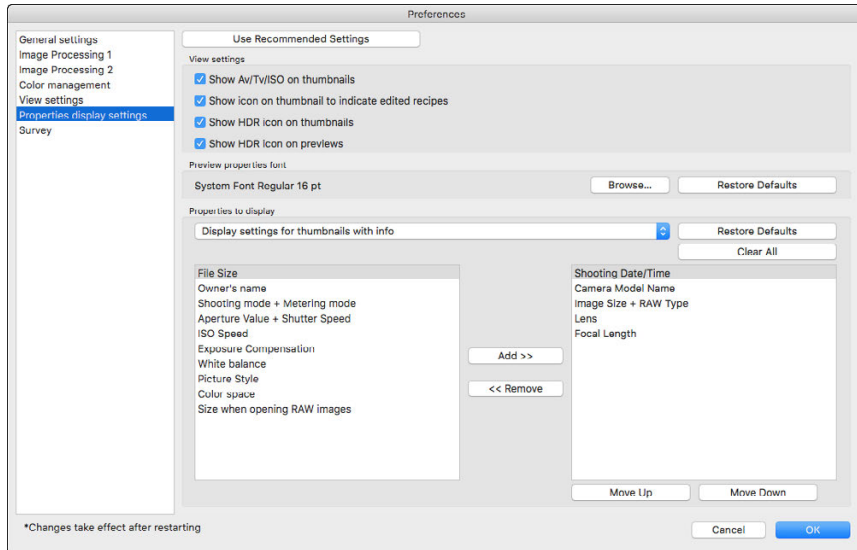 Preferences
General settings
Image Processing 1
Image Processing 2
Color management
View settings
Properties display settings
Survey
Use Recommended Settings
View settings
Show Av/Tv/ISO on thumbnails
Show icon on thumbnail to indicate edited recipes
Show HDR icon on thumbnails
Show HDR icon on previews
Preview properties font
System Font Regular 16 pt
Browse...
Restore Defaults
Properties to display
Display settings for thumbnails with info
Restore Defaults
Clear All
File Size
Owner's name
Shooting mode + Metering mode
Aperture Value + Shutter Speed
ISO Speed
Exposure Compensation
White balance
Picture Style
Color space
Size when opening RAW images
Add >>
<< Remove
Shooting Date/Time
Camera Model Name
Image Size + RAW Type
Lens
Focal Length
Move Up
Move Down
*Changes take effect after restarting
Cancel
OK